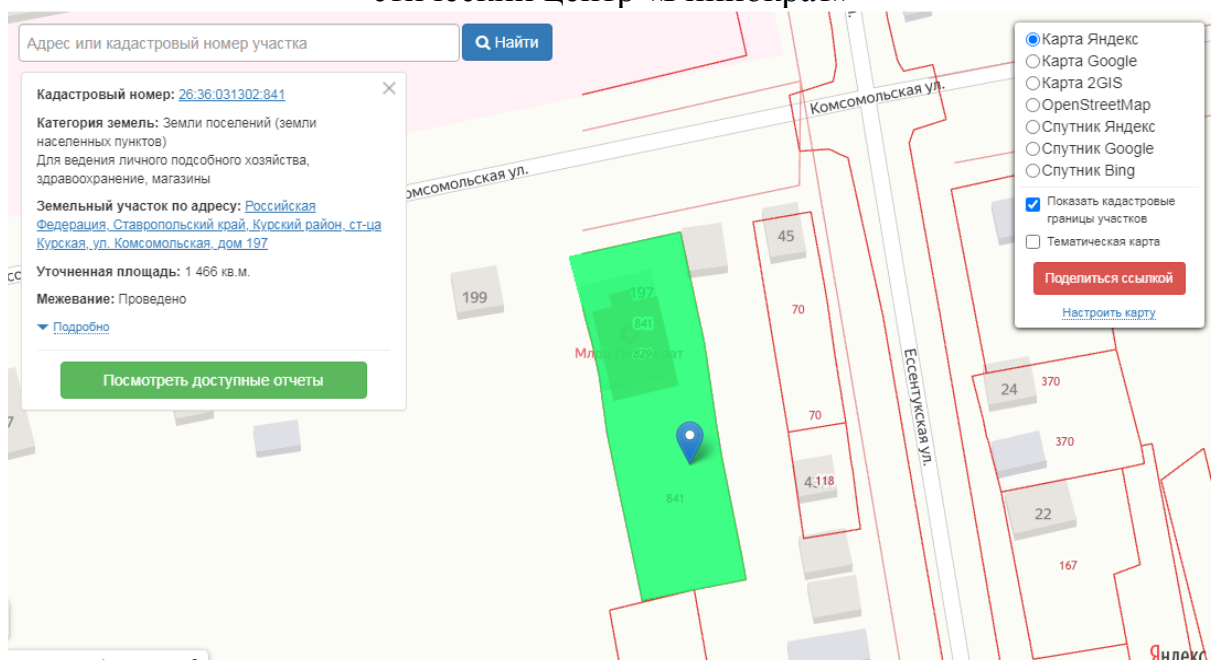 Адрес или кадастровый номер участка
Найти
Кадастровый номер: 26:36:031302:841
Категория земель: Земли поселений (земли
населенных пунктов)
Для ведения личного подсобного хозяйства,
здравоохранение, магазины
Земельный участок по адресу: Российская
Федерация, Ставропольский край, Курский район, ст-ца
Курская, ул. Комсомольская, дом 197
Уточненная площадь: 1 466 кв.м.
Межевание: Проведено
Подробно
Посмотреть доступные отчеты
Карта Яндекс
Карта Google
Карта 2GIS
OpenStreetMap
Спутник Яндекс
Спутник Google
Спутник Bing
Показать кадастровые
границы участков
Тематическая карта
Поделиться ссылкой
Настроить карту
Комсомольская ул.
омсомольская ул.
Ессентукская ул.
199
197
841
829
841
45
70
70
118
24
370
370
22
167
Яндекс